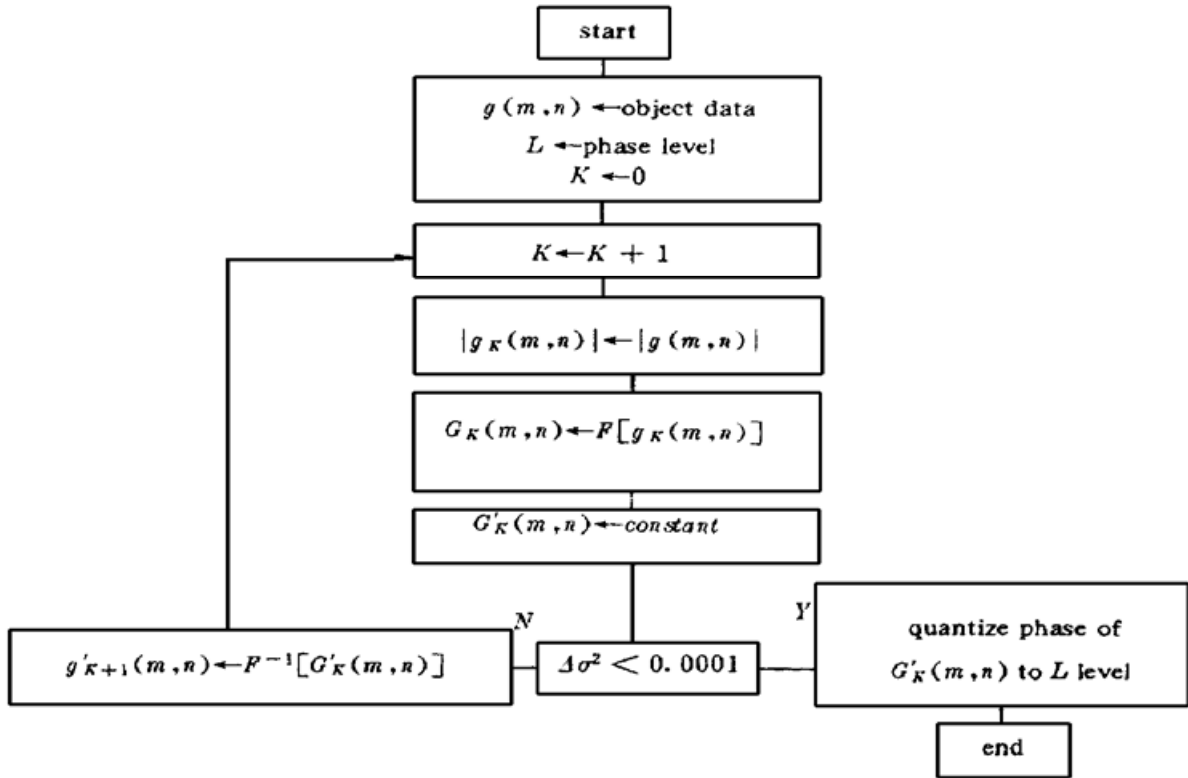 start
g(m,n)←object data
L←phase level
K←0
K←K + 1
|g_K(m,n)|←|g(m,n)|
G_K(m,n)←F[g_K(m,n)]
G'_K(m,n)←constant
N
Y
g'_{K+1}(m,n)←F^{-1}[G'_K(m,n)]
Δσ² < 0.0001
quantize phase of
G'_K(m,n) to L level
end